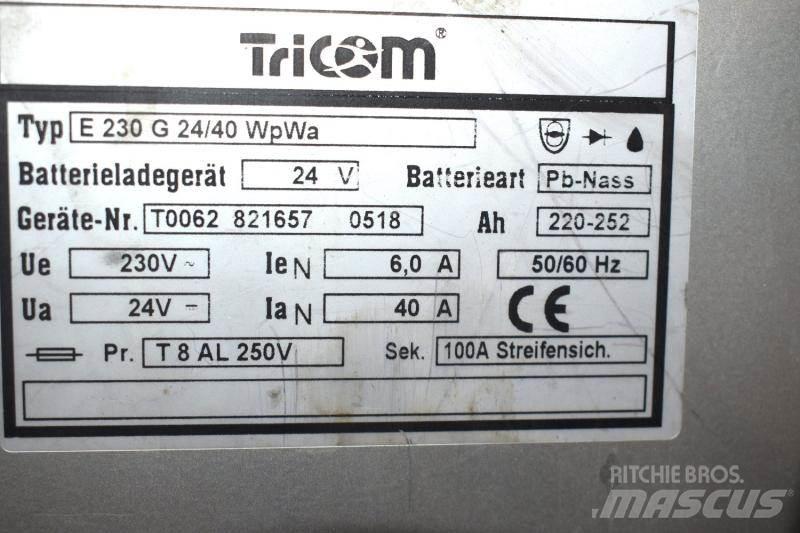 TriCOM®
Typ E 230 G 24/40 WpWa
Batterieladegerät 24 V Batterieart Pb-Nass
Geräte-Nr. T0062 821657 0518 Ah 220-252
Ue 230V ~ Ie N 6,0 A 50/60 Hz
Ua 24V ⎓ Ia N 40 A CE
Pr. T 8 AL 250V Sek. 100A Streifensich.
RITCHIE BROS.
MASCUS